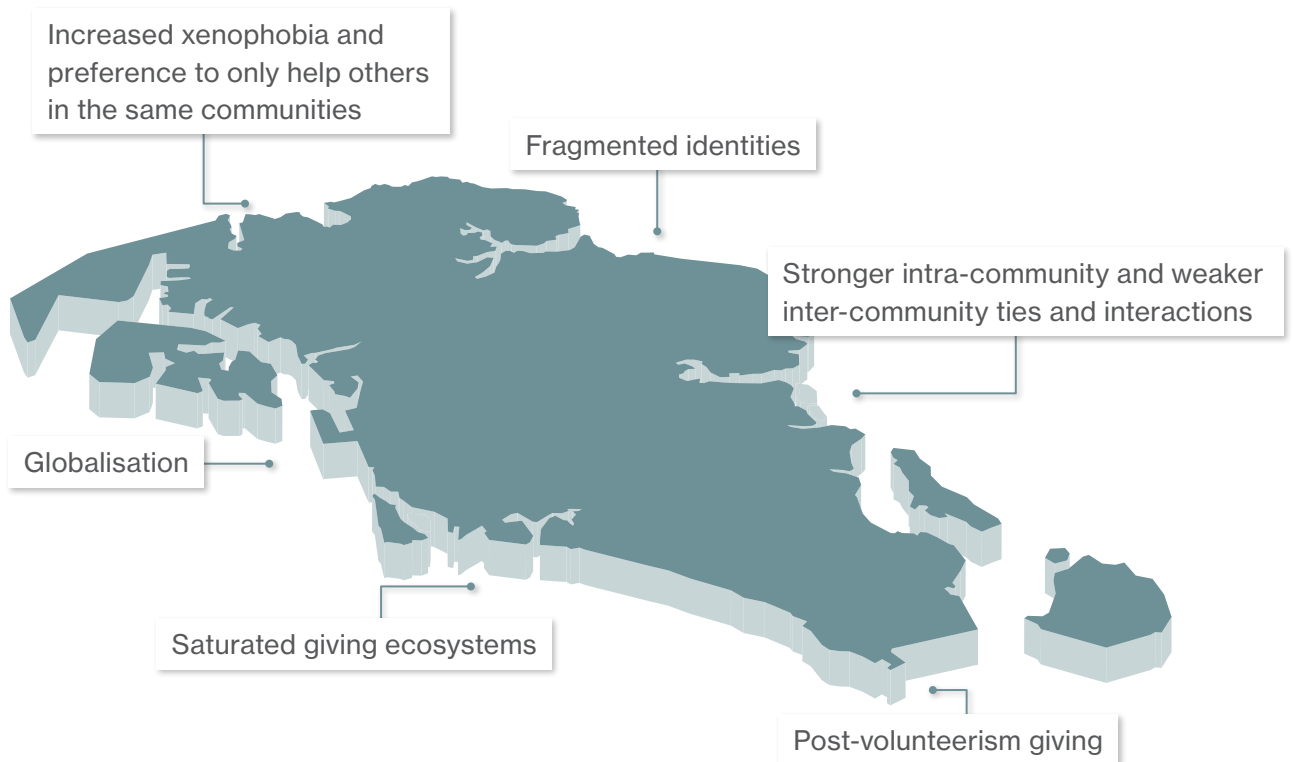 Increased xenophobia and
preference to only help others
in the same communities
Fragmented identities
Stronger intra-community and weaker
inter-community ties and interactions
Globalisation
Saturated giving ecosystems
Post-volunteerism giving